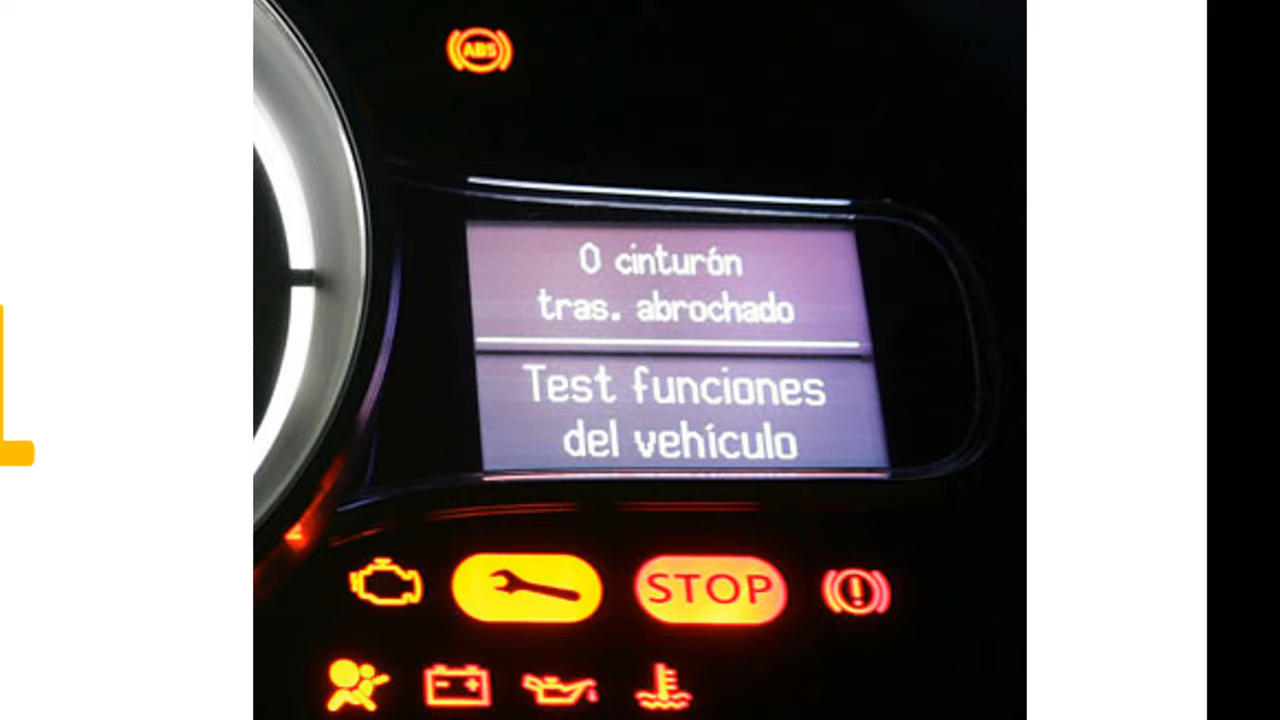 ABS
0 cinturón
tras. abrochado
Test funciones
del vehículo
STOP